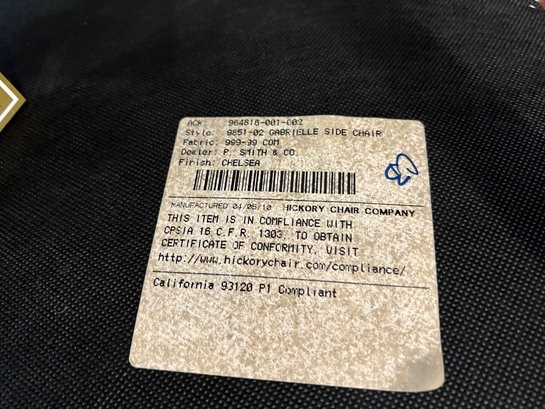 ACK: 964816-001-002
Style: 9851-02 GABRIELLE SIDE CHAIR
Fabric: 999-99 COM
Dealer: P. SMITH & CO.
Finish: CHELSEA
CB
MANUFACTURED 04/06/10 HICKORY CHAIR COMPANY
THIS ITEM IS IN COMPLIANCE WITH
CPSIA 16 C.F.R. 1303. TO OBTAIN
CERTIFICATE OF CONFORMITY, VISIT
http://www.hickorychair.com/compliance/
California 93120 P1 Compliant